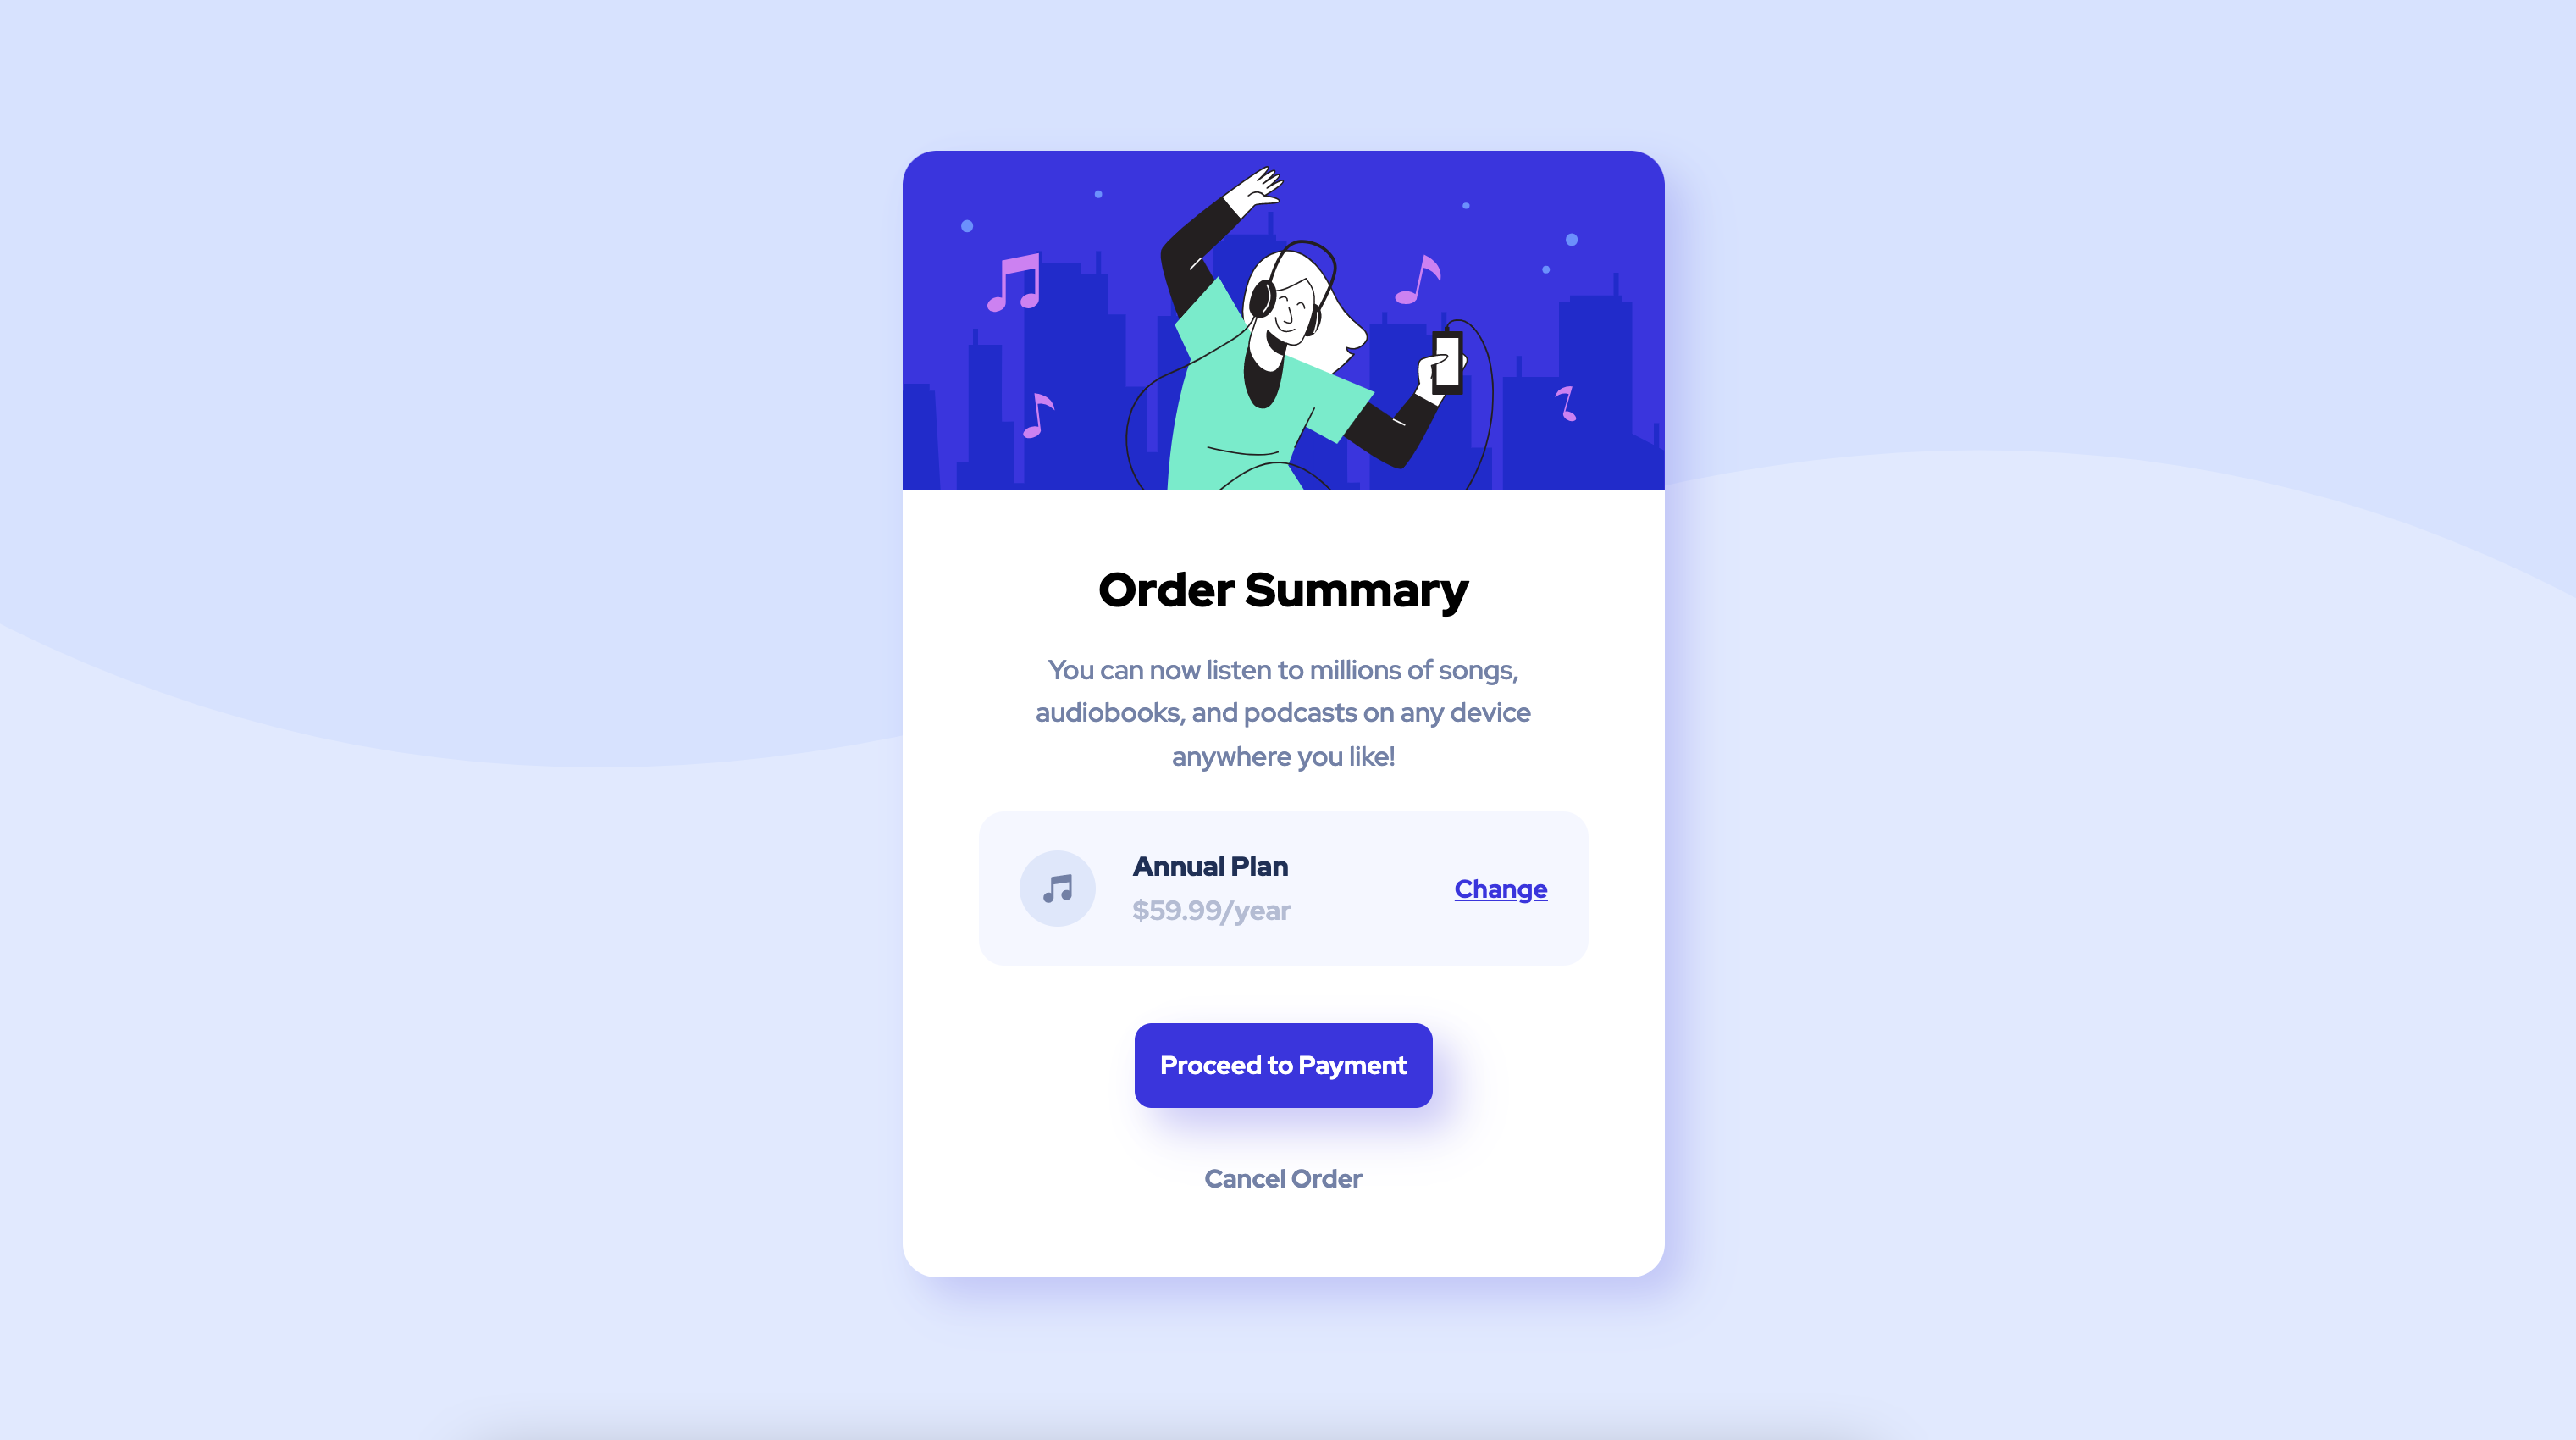 Order Summary
You can now listen to millions of songs,
audiobooks, and podcasts on any device
anywhere you like!
Annual Plan
$59.99/year
Change
Proceed to Payment
Cancel Order